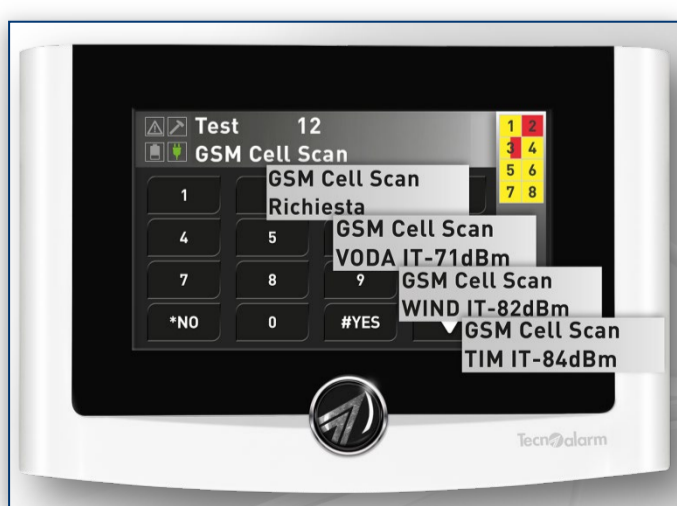 Test 12
GSM Cell Scan
1 2
3 4
5 6
7 8
GSM Cell Scan
Richiesta
GSM Cell Scan
VODA IT-71dBm
GSM Cell Scan
WIND IT-82dBm
GSM Cell Scan
TIM IT-84dBm
1
4 5
7 8 9
*NO 0 #YES
Tecnoalarm